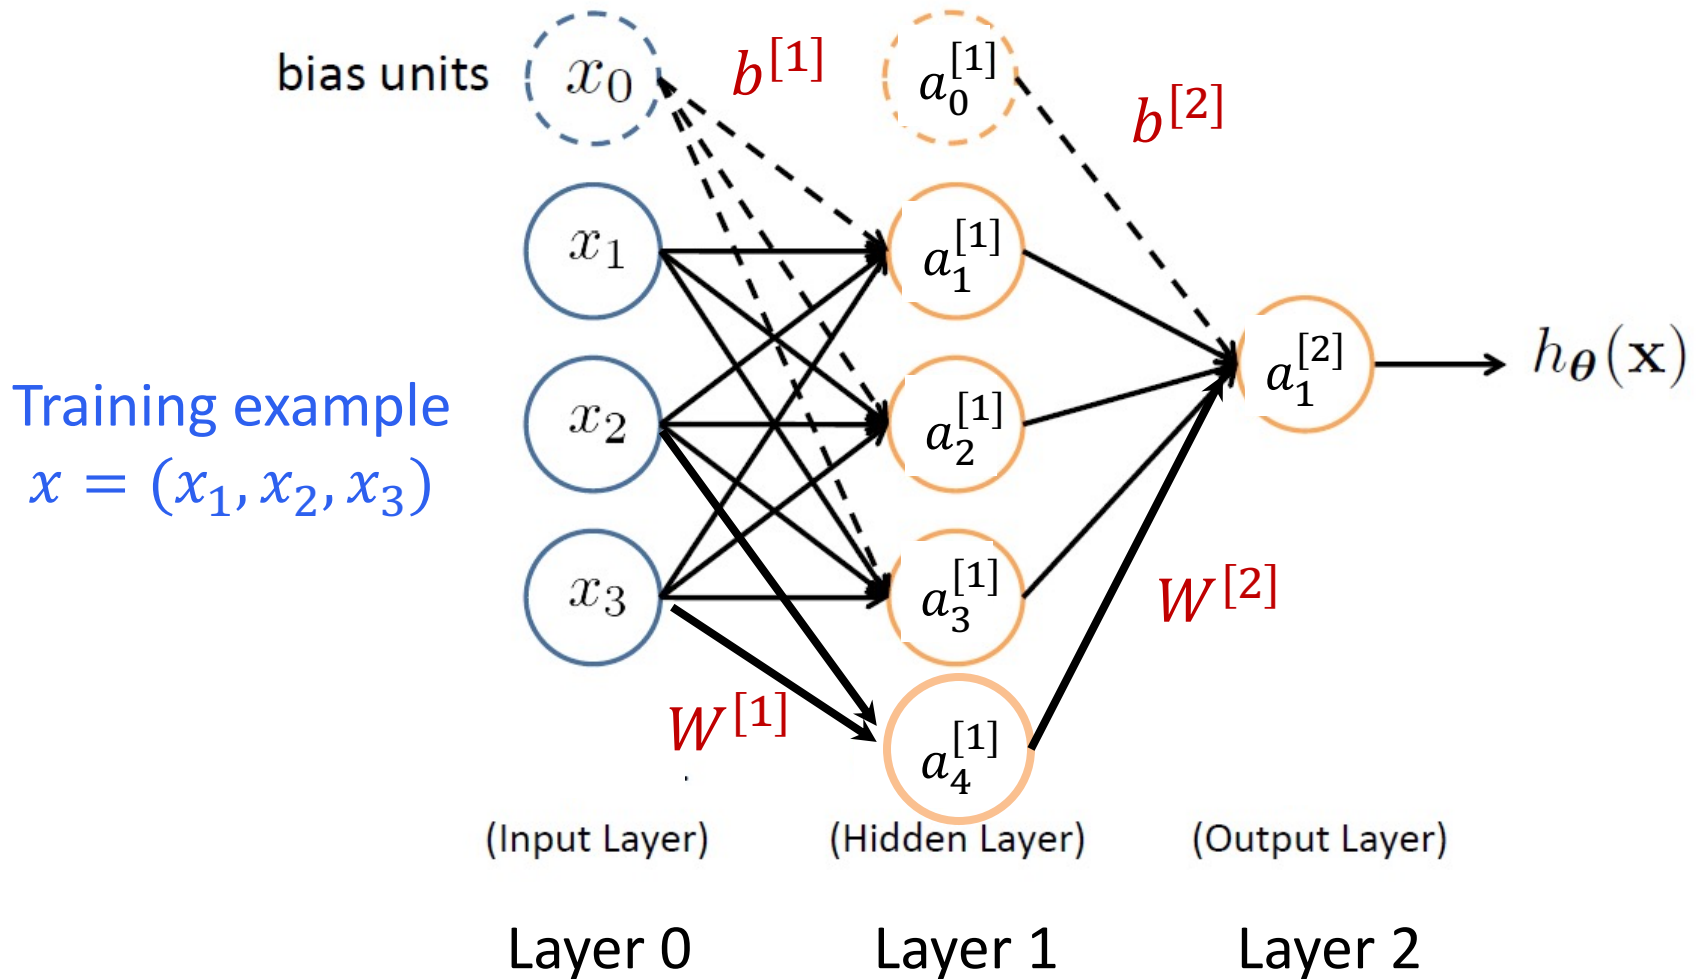 bias units
x₀
b^[1]
a₀^[1]
b^[2]
x₁
a₁^[1]
x₂
a₂^[1]
a₁^[2]
h_θ(x)
Training example
x = (x₁, x₂, x₃)
x₃
a₃^[1]
W^[2]
W^[1]
a₄^[1]
(Input Layer)
(Hidden Layer)
(Output Layer)
Layer 0
Layer 1
Layer 2